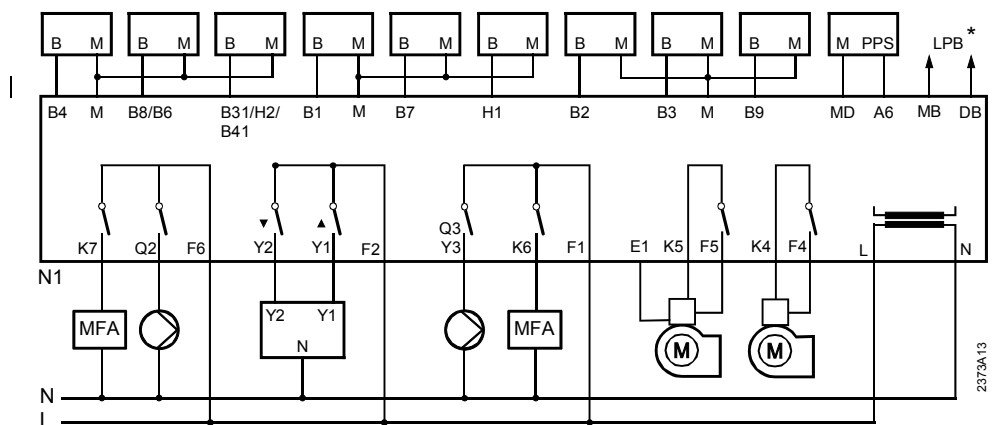 B M B M B M B M B M B M B M B M B M M PPS LPB *
B4 M B8/B6 B31/H2/ B1 M B7 H1 B2 B3 M B9 MD A6 MB DB
B41
Q3
K7 Q2 F6 Y2 Y1 F2 Y3 K6 F1 E1 K5 F5 K4 F4 L N
N1
MFA Y2 Y1 MFA
N
M M
N
L
2373A13